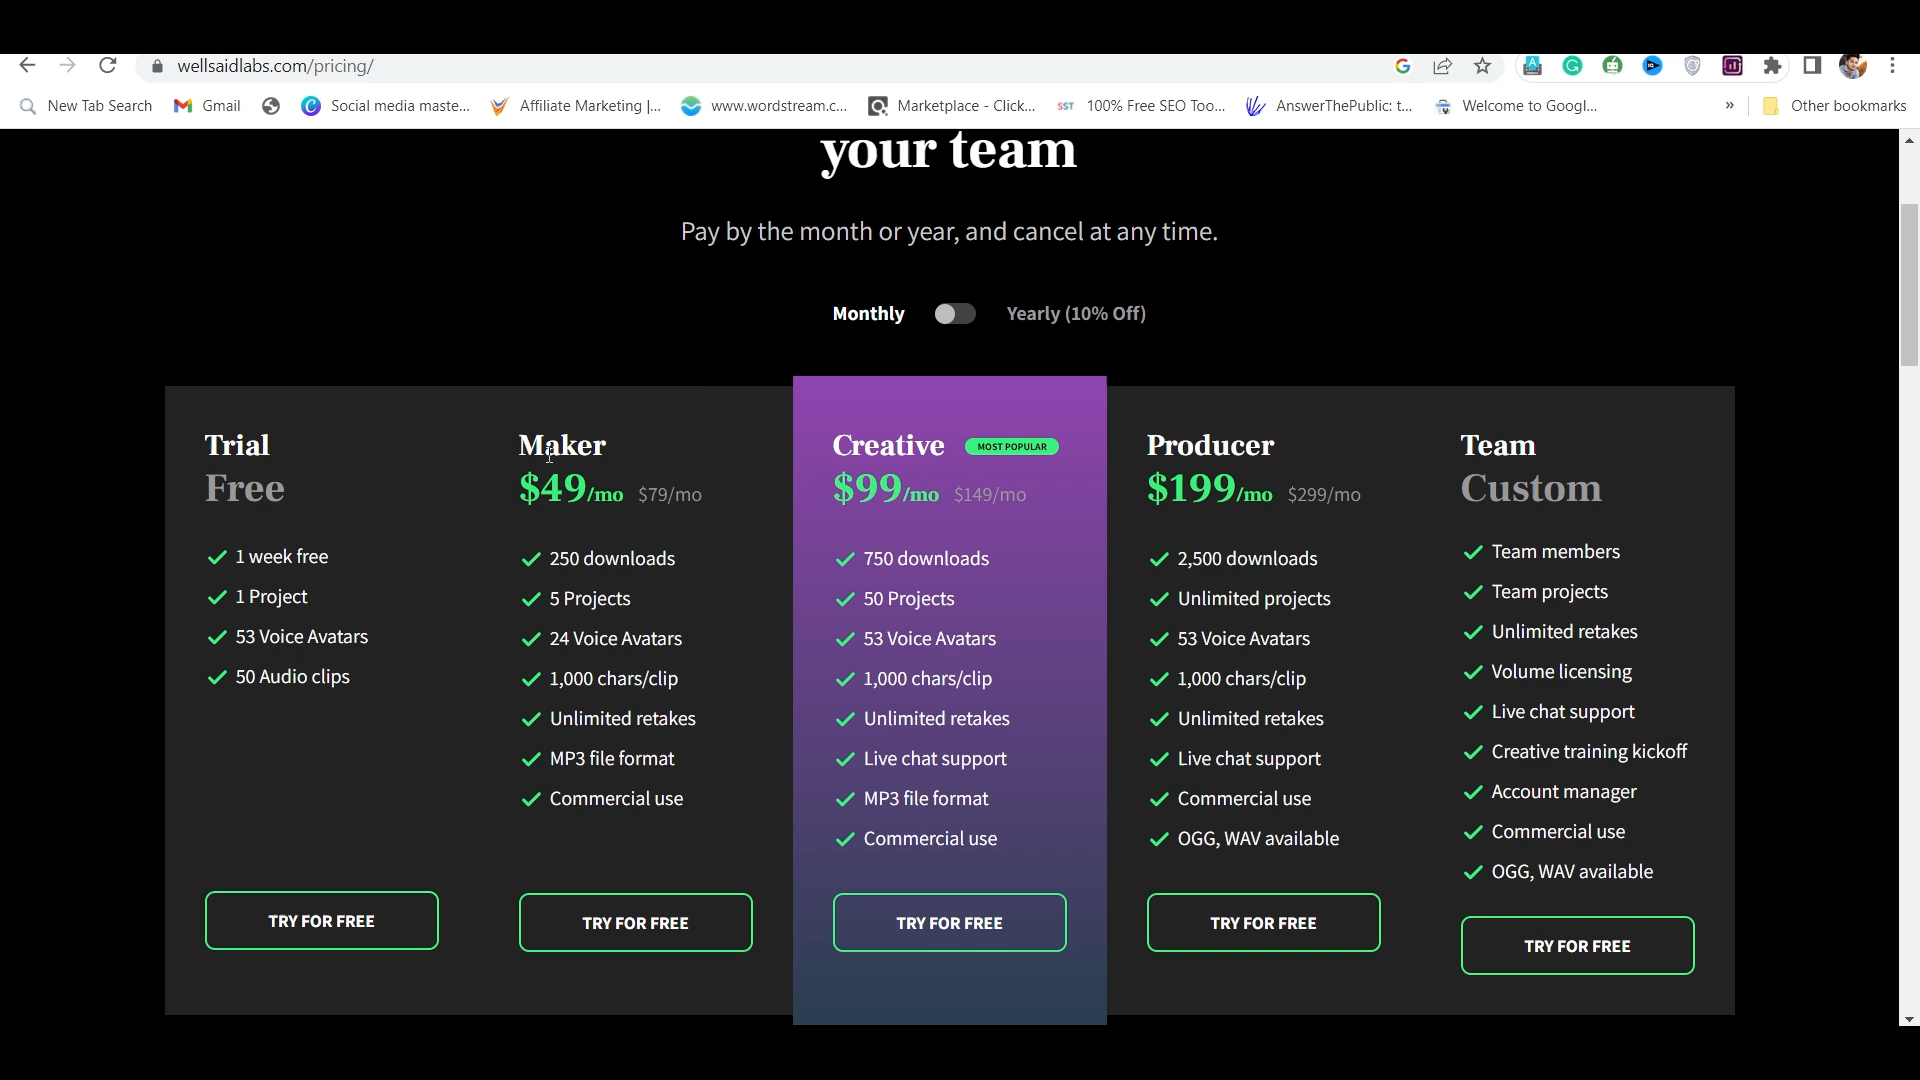 wellsaidlabs.com/pricing/
New Tab Search
Gmail
Social media maste...
Affiliate Marketing |...
www.wordstream.c...
Marketplace - Click...
SST 100% Free SEO Too...
AnswerThePublic: t...
Welcome to Googl...
»
Other bookmarks
your team
Pay by the month or year, and cancel at any time.
Monthly Yearly (10% Off)
Trial
Free
1 week free
1 Project
53 Voice Avatars
50 Audio clips
TRY FOR FREE
Maker
$49/mo $79/mo
250 downloads
5 Projects
24 Voice Avatars
1,000 chars/clip
Unlimited retakes
MP3 file format
Commercial use
TRY FOR FREE
Creative MOST POPULAR
$99/mo $149/mo
750 downloads
50 Projects
53 Voice Avatars
1,000 chars/clip
Unlimited retakes
Live chat support
MP3 file format
Commercial use
TRY FOR FREE
Producer
$199/mo $299/mo
2,500 downloads
Unlimited projects
53 Voice Avatars
1,000 chars/clip
Unlimited retakes
Live chat support
Commercial use
OGG, WAV available
TRY FOR FREE
Team
Custom
Team members
Team projects
Unlimited retakes
Volume licensing
Live chat support
Creative training kickoff
Account manager
Commercial use
OGG, WAV available
TRY FOR FREE